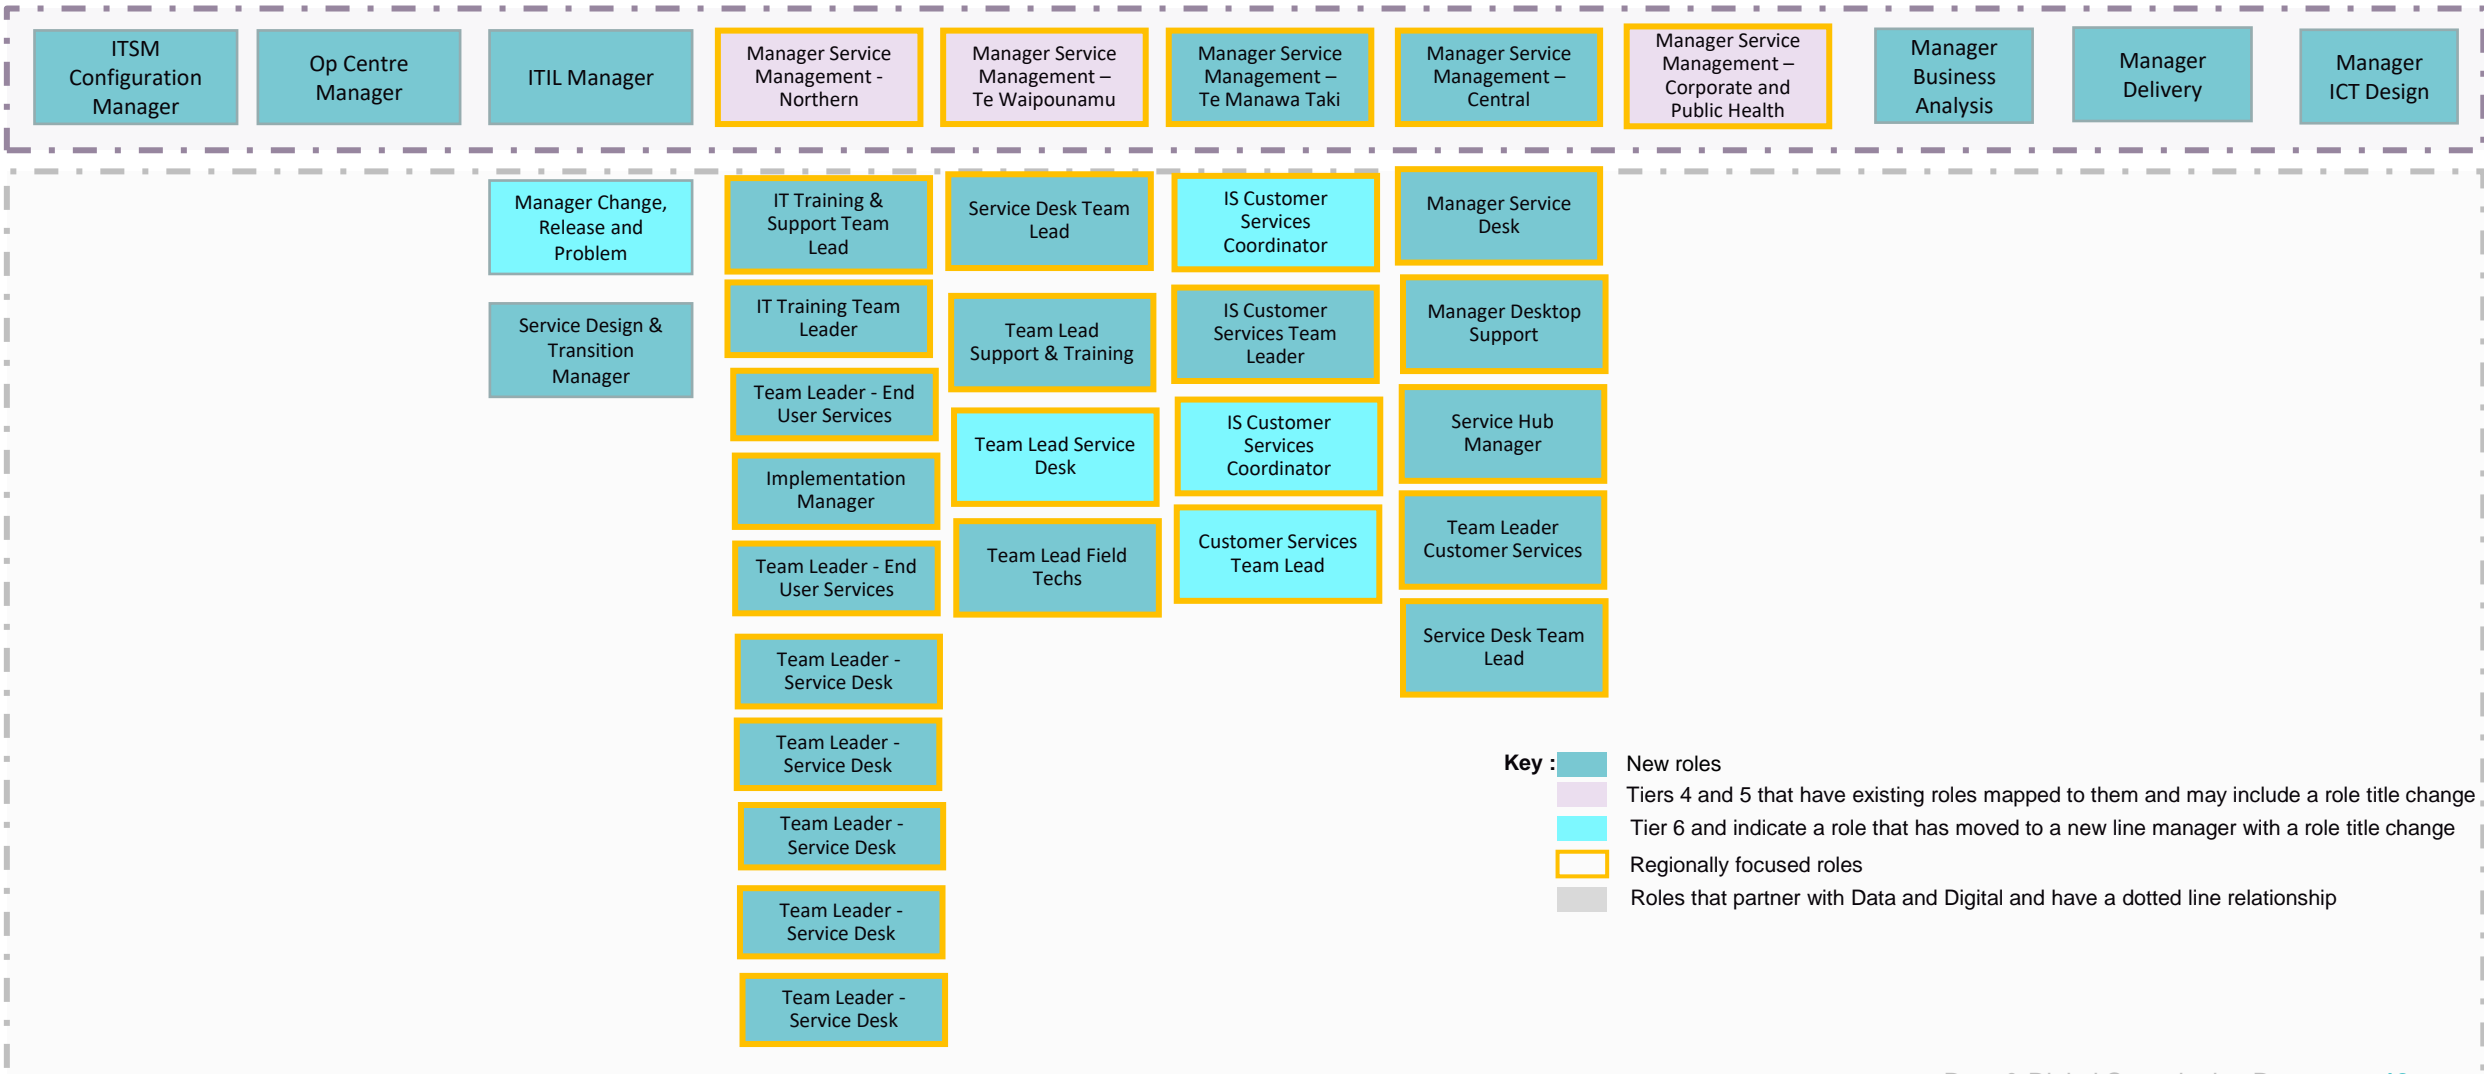 ITSM
Configuration
Manager
Op Centre
Manager
ITIL Manager
Manager Service
Management -
Northern
Manager Service
Management –
Te Waipounamu
Manager Service
Management –
Te Manawa Taki
Manager Service
Management –
Central
Manager Service
Management –
Corporate and
Public Health
Manager
Business
Analysis
Manager
Delivery
Manager
ICT Design
Manager Change,
Release and
Problem
Service Design &
Transition
Manager
IT Training &
Support Team
Lead
IT Training Team
Leader
Team Leader - End
User Services
Implementation
Manager
Team Leader - End
User Services
Team Leader -
Service Desk
Team Leader -
Service Desk
Team Leader -
Service Desk
Team Leader -
Service Desk
Team Leader -
Service Desk
Service Desk Team
Lead
Team Lead
Support & Training
Team Lead Service
Desk
Team Lead Field
Techs
IS Customer
Services
Coordinator
IS Customer
Services Team
Leader
IS Customer
Services
Coordinator
Customer Services
Team Lead
Manager Service
Desk
Manager Desktop
Support
Service Hub
Manager
Team Leader
Customer Services
Service Desk Team
Lead
Key :
New roles
Tiers 4 and 5 that have existing roles mapped to them and may include a role title change
Tier 6 and indicate a role that has moved to a new line manager with a role title change
Regionally focused roles
Roles that partner with Data and Digital and have a dotted line relationship